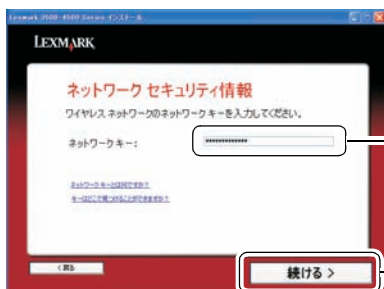 Lexmark 3500-4500 Series インストール
LEXMARK
ネットワーク セキュリティ情報
ワイヤレス ネットワークのネットワーク キーを入力してください。
ネットワーク キー：
*************
ネットワーク キーとは何ですか？
キーはどこで見つけることができますか？
< 戻る
続ける >